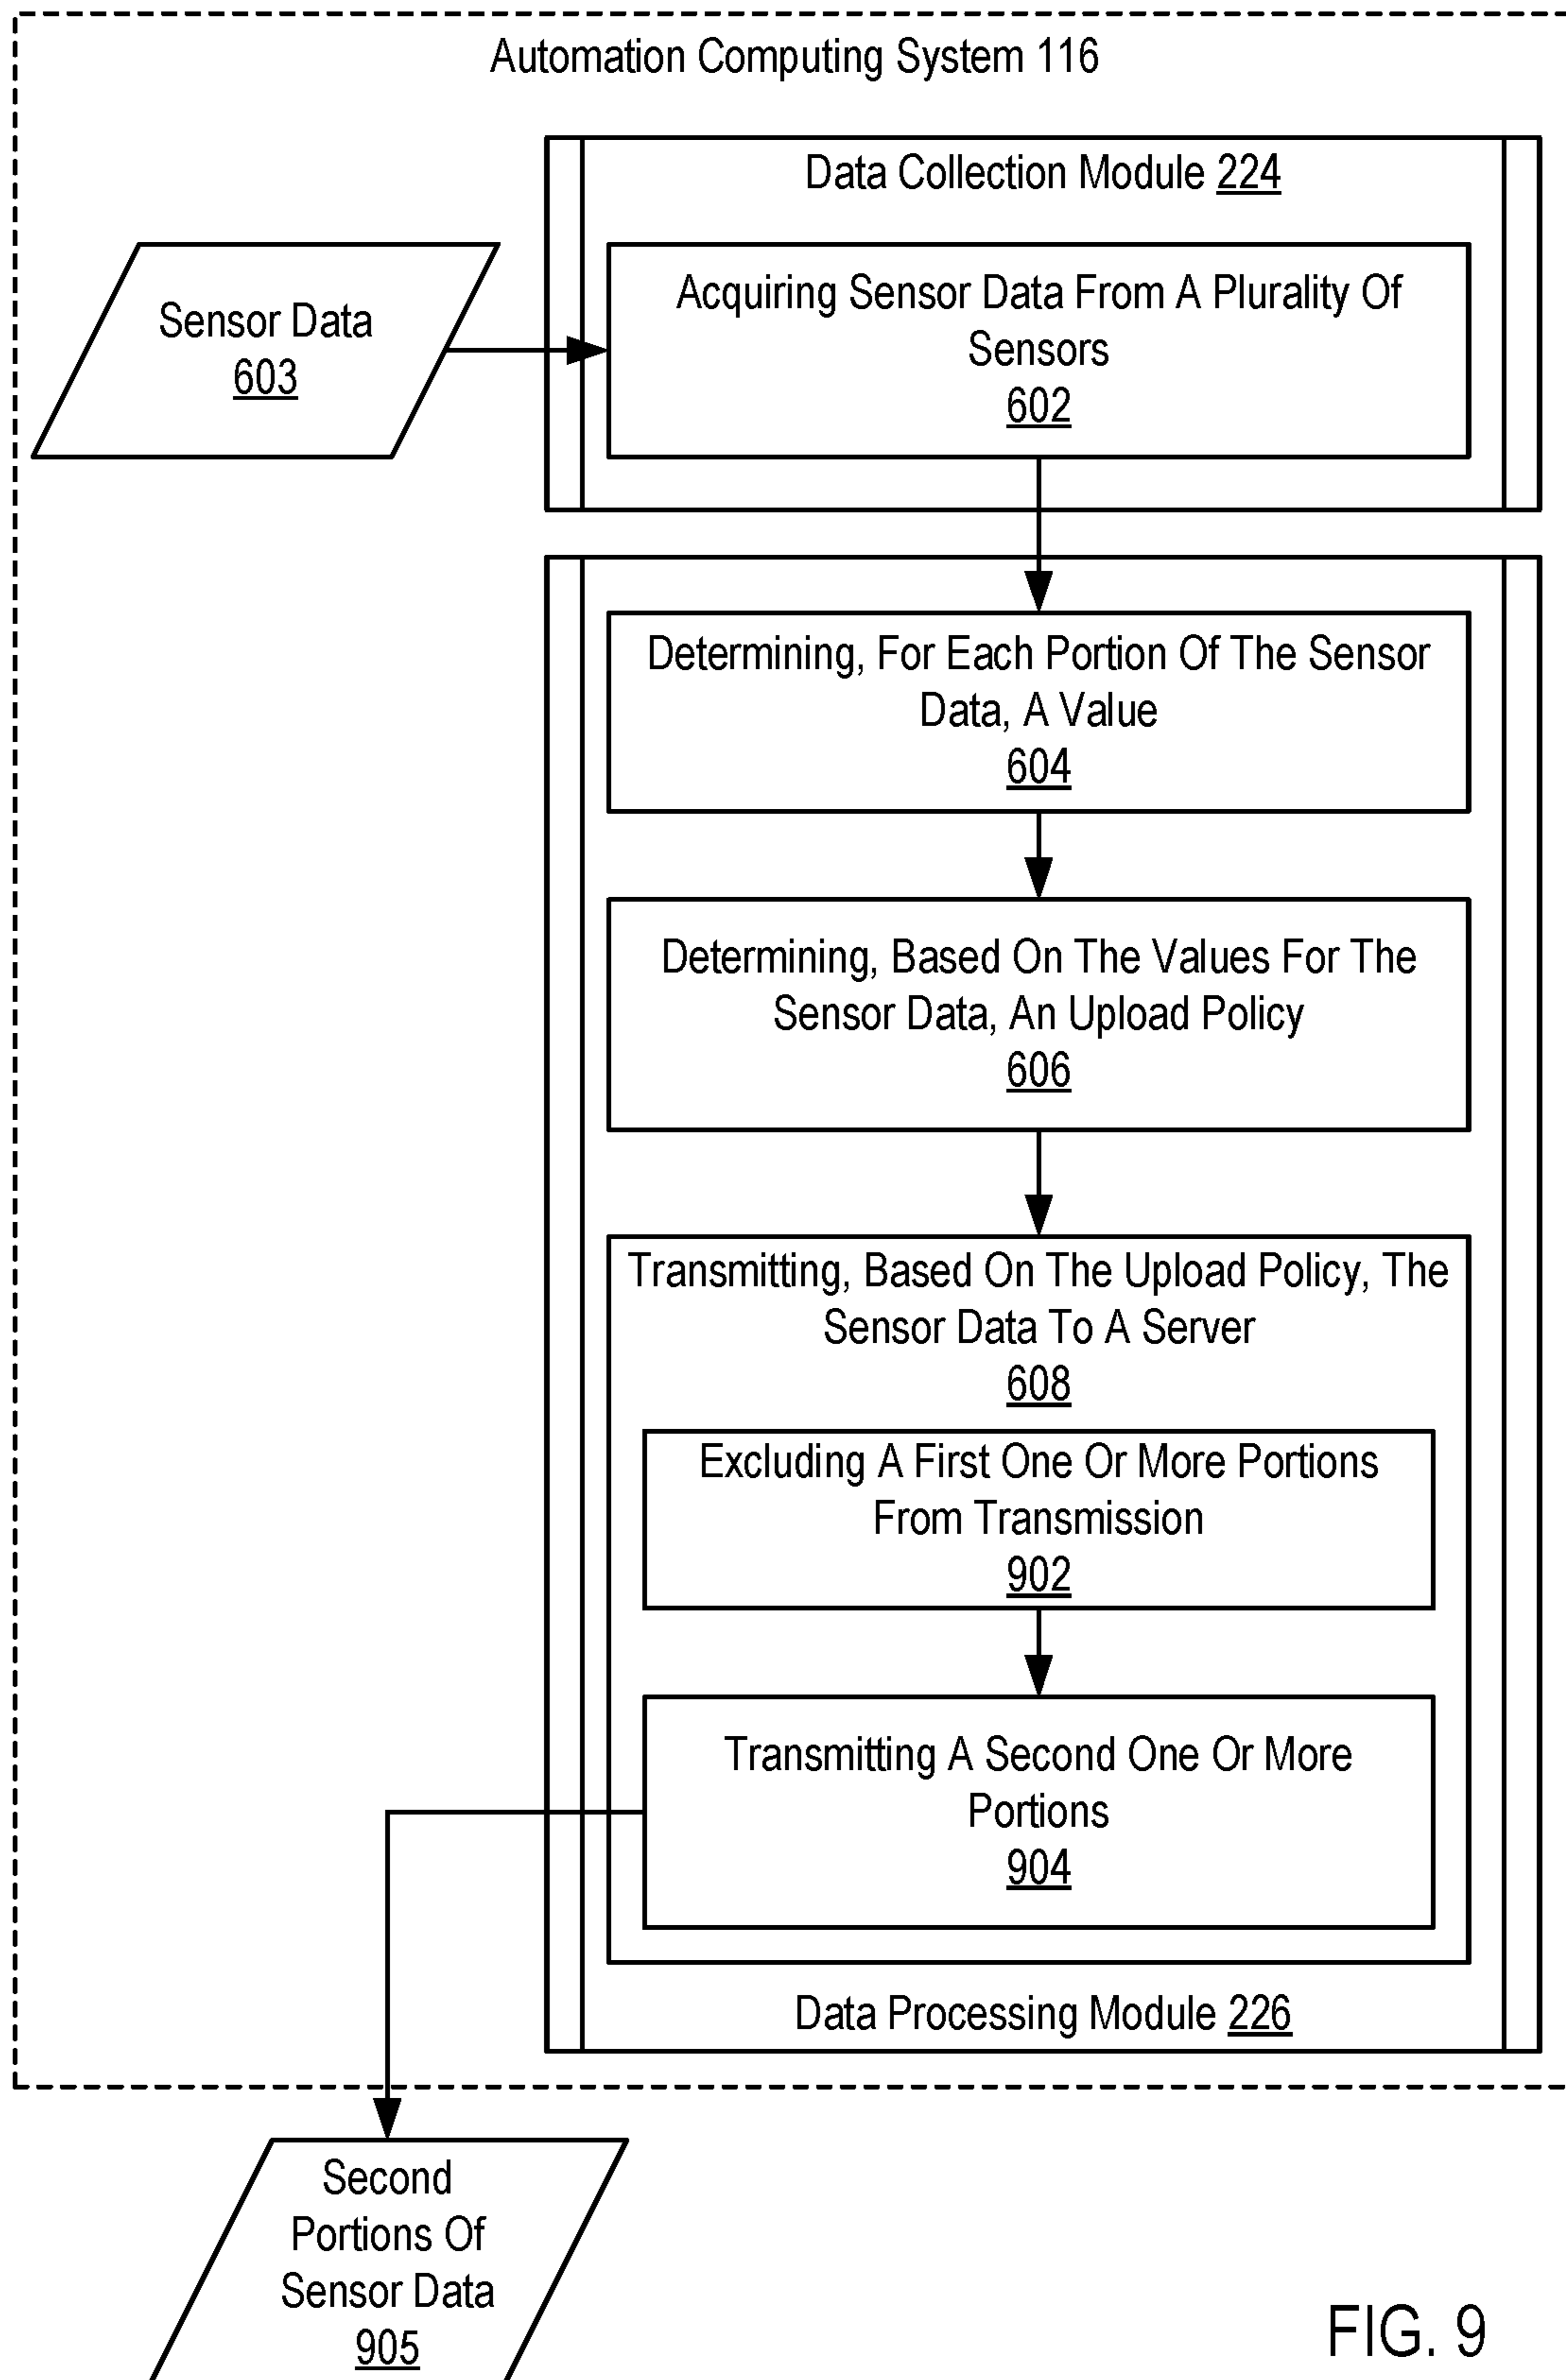 Automation Computing System 116
Data Collection Module 224
Sensor Data
603
Acquiring Sensor Data From A Plurality Of
Sensors
602
Determining, For Each Portion Of The Sensor
Data, A Value
604
Determining, Based On The Values For The
Sensor Data, An Upload Policy
606
Transmitting, Based On The Upload Policy, The
Sensor Data To A Server
608
Excluding A First One Or More Portions
From Transmission
902
Transmitting A Second One Or More
Portions
904
Data Processing Module 226
Second
Portions Of
Sensor Data
905
FIG. 9